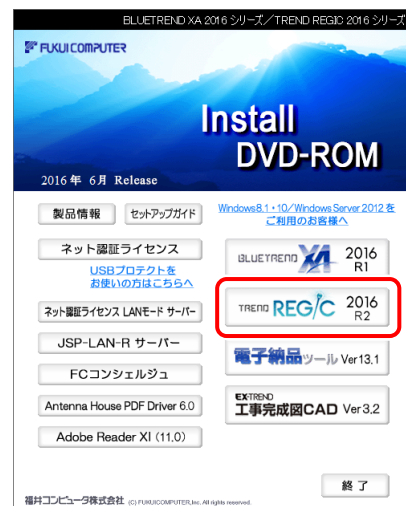 BLUETREND XA 2016 シリーズ／TREND REGIC 2016 シリーズ
FUKUI COMPUTER
Install
DVD-ROM
2016 年 6月 Release
製品情報
セットアップガイド
Windows8.1・10／Windows Server 2012 を
ご利用のお客様へ
ネット認証ライセンス
USBプロテクトを
お使いの方はこちらへ
ネット認証ライセンス LANモード サーバー
JSP-LAN-R サーバー
FCコンシェルジュ
Antenna House PDF Driver 6.0
Adobe Reader XI (11.0)
BLUETREND XA 2016
R1
TREND REGIC 2016
R2
電子納品ツール Ver13.1
EX-TREND
工事完成図CAD Ver3.2
終了
福井コンピュータ株式会社 (C) FUKUICOMPUTER,Inc. All rights reserved.